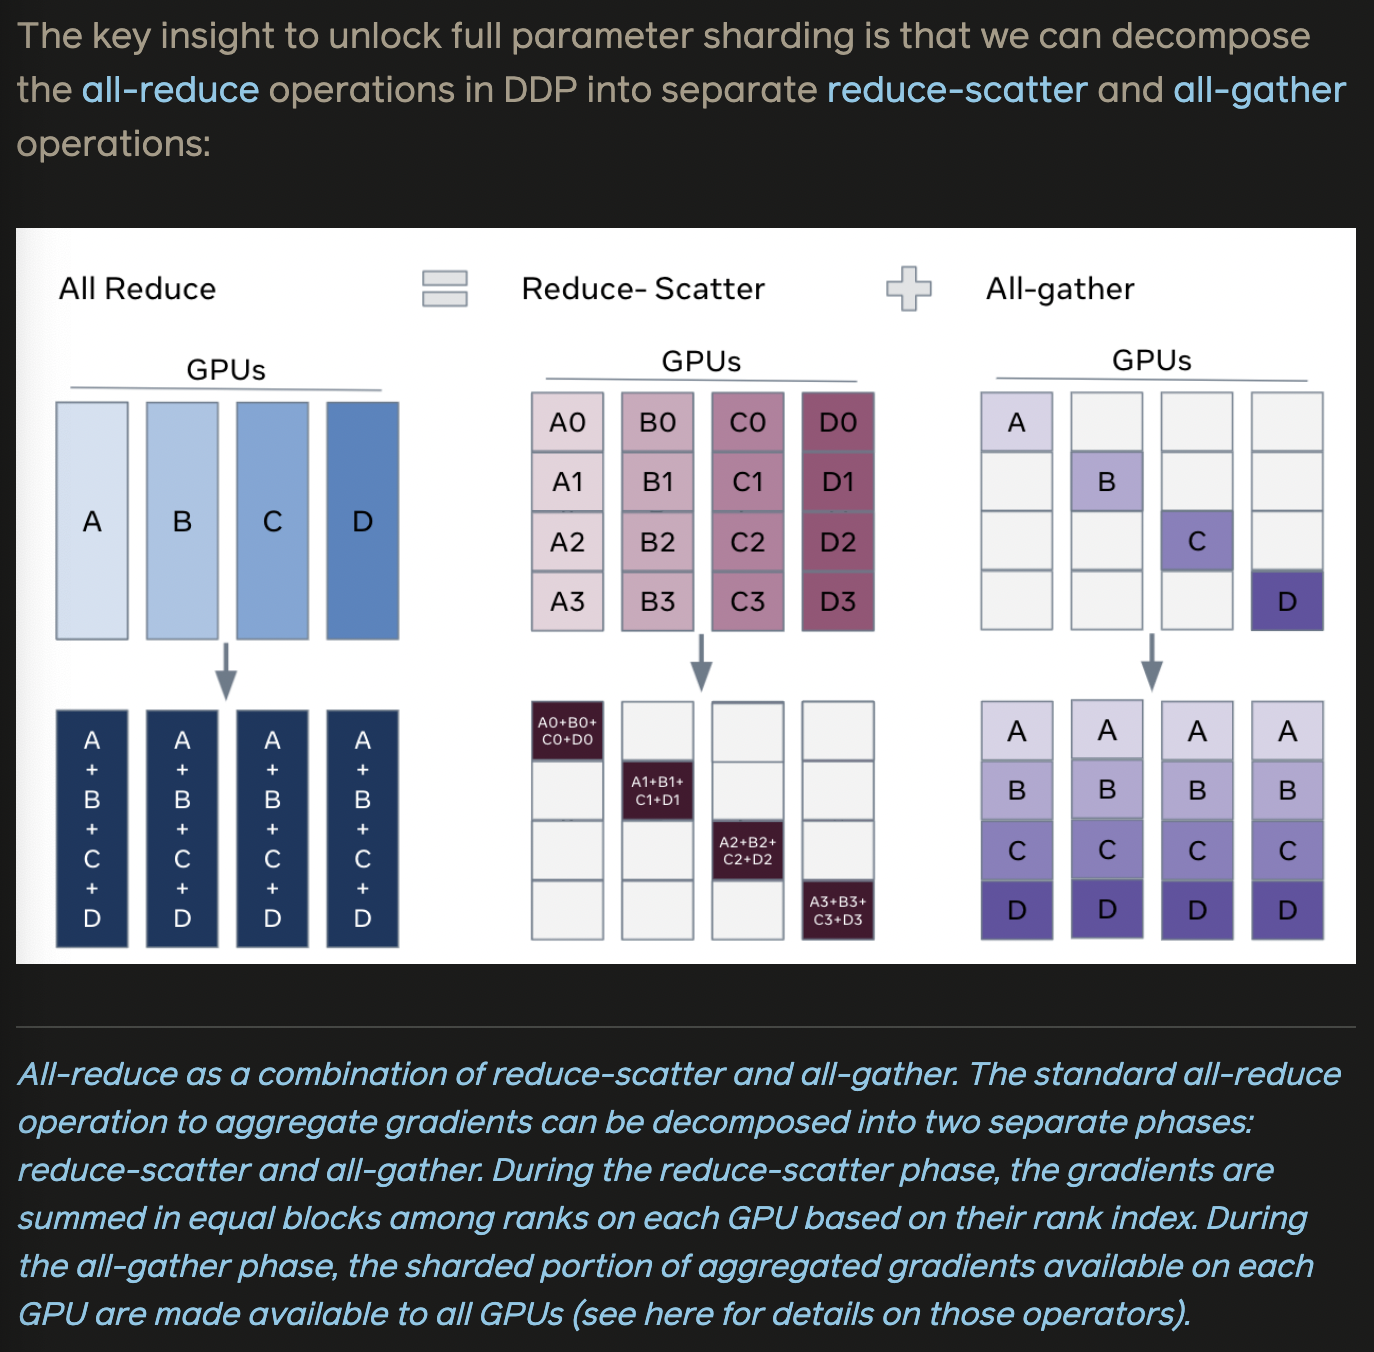 The key insight to unlock full parameter sharding is that we can decompose
the all-reduce operations in DDP into separate reduce-scatter and all-gather
operations:
All Reduce
Reduce- Scatter
All-gather
GPUs
A B C D
A + B + C + D
A + B + C + D
A + B + C + D
A + B + C + D
GPUs
A0 B0 C0 D0
A1 B1 C1 D1
A2 B2 C2 D2
A3 B3 C3 D3
A0+B0+
C0+D0
A1+B1+
C1+D1
A2+B2+
C2+D2
A3+B3+
C3+D3
GPUs
A
B
C
D
A A A A
B B B B
C C C C
D D D D
All-reduce as a combination of reduce-scatter and all-gather. The standard all-reduce
operation to aggregate gradients can be decomposed into two separate phases:
reduce-scatter and all-gather. During the reduce-scatter phase, the gradients are
summed in equal blocks among ranks on each GPU based on their rank index. During
the all-gather phase, the sharded portion of aggregated gradients available on each
GPU are made available to all GPUs (see here for details on those operators).